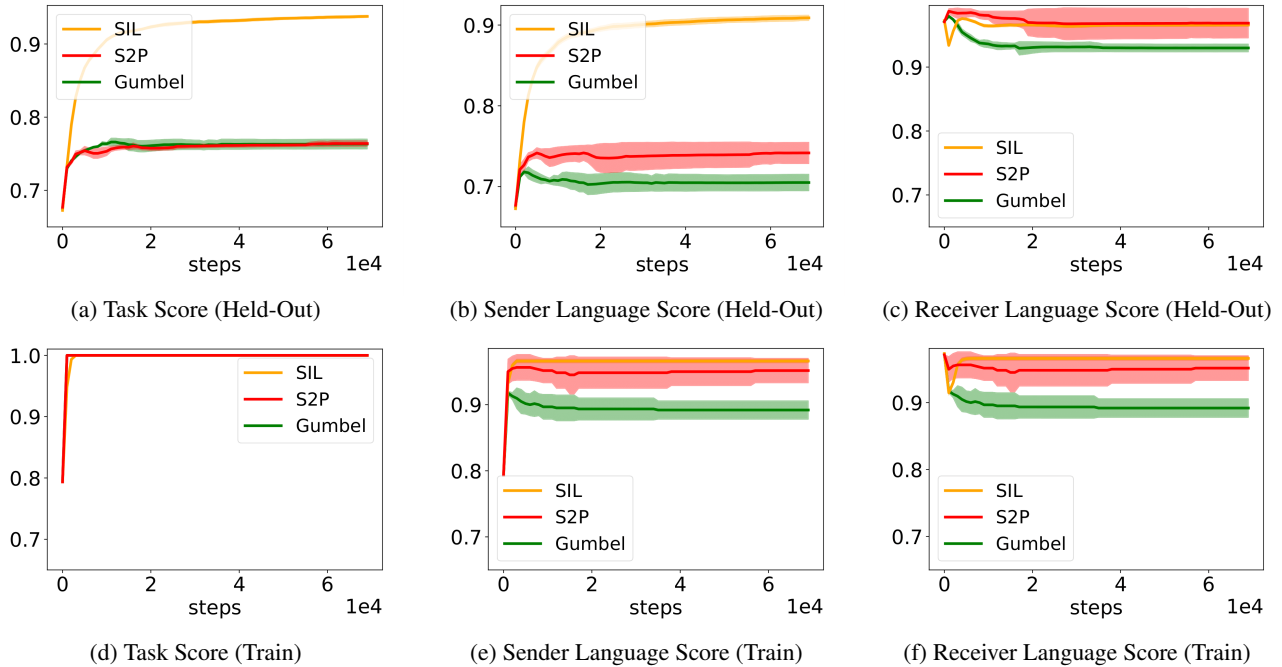 SIL
S2P
Gumbel
0.9
0.8
0.7
0 2 4 6
1e4
steps
(a) Task Score (Held-Out)
SIL
S2P
Gumbel
0.9
0.8
0.7
0 2 4 6
1e4
steps
(b) Sender Language Score (Held-Out)
0.9
0.8
0.7
SIL
S2P
Gumbel
0 2 4 6
1e4
steps
(c) Receiver Language Score (Held-Out)
1.0
0.9
0.8
0.7
SIL
S2P
Gumbel
0 2 4 6
1e4
steps
(d) Task Score (Train)
0.9
0.8
0.7
SIL
S2P
Gumbel
0 2 4 6
1e4
steps
(e) Sender Language Score (Train)
0.9
0.8
0.7
SIL
S2P
Gumbel
0 2 4 6
1e4
steps
(f) Receiver Language Score (Train)